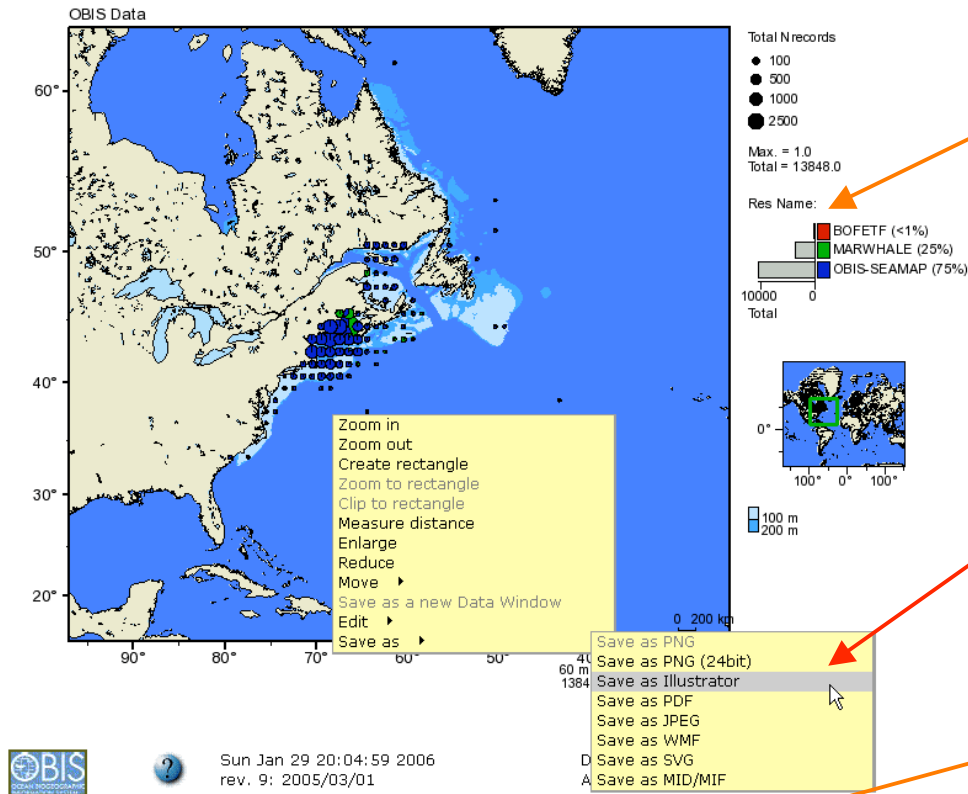 OBIS Data
Total Nrecords
100
500
1000
2500
Max. = 1.0
Total = 13848.0
Res Name:
BOFETF (<1%)
MARWHALE (25%)
OBIS-SEAMAP (75%)
10000 0
Total
60°
50°
40°
30°
20°
0°
100° 0° 100°
100 m
200 m
Zoom in
Zoom out
Create rectangle
Zoom to rectangle
Clip to rectangle
Measure distance
Enlarge
Reduce
Move
Save as a new Data Window
Edit
Save as
0 200 km
90° 80° 70° 60° 50° 40
60 m
1384
Save as PNG
Save as PNG (24bit)
Save as Illustrator
Save as PDF
Save as JPEG
Save as WMF
Save as SVG
Save as MID/MIF
OBIS
OCEAN BIOGEOGRAPHIC
INFORMATION SYSTEM
?
Sun Jan 29 20:04:59 2006
rev. 9: 2005/03/01
D
A